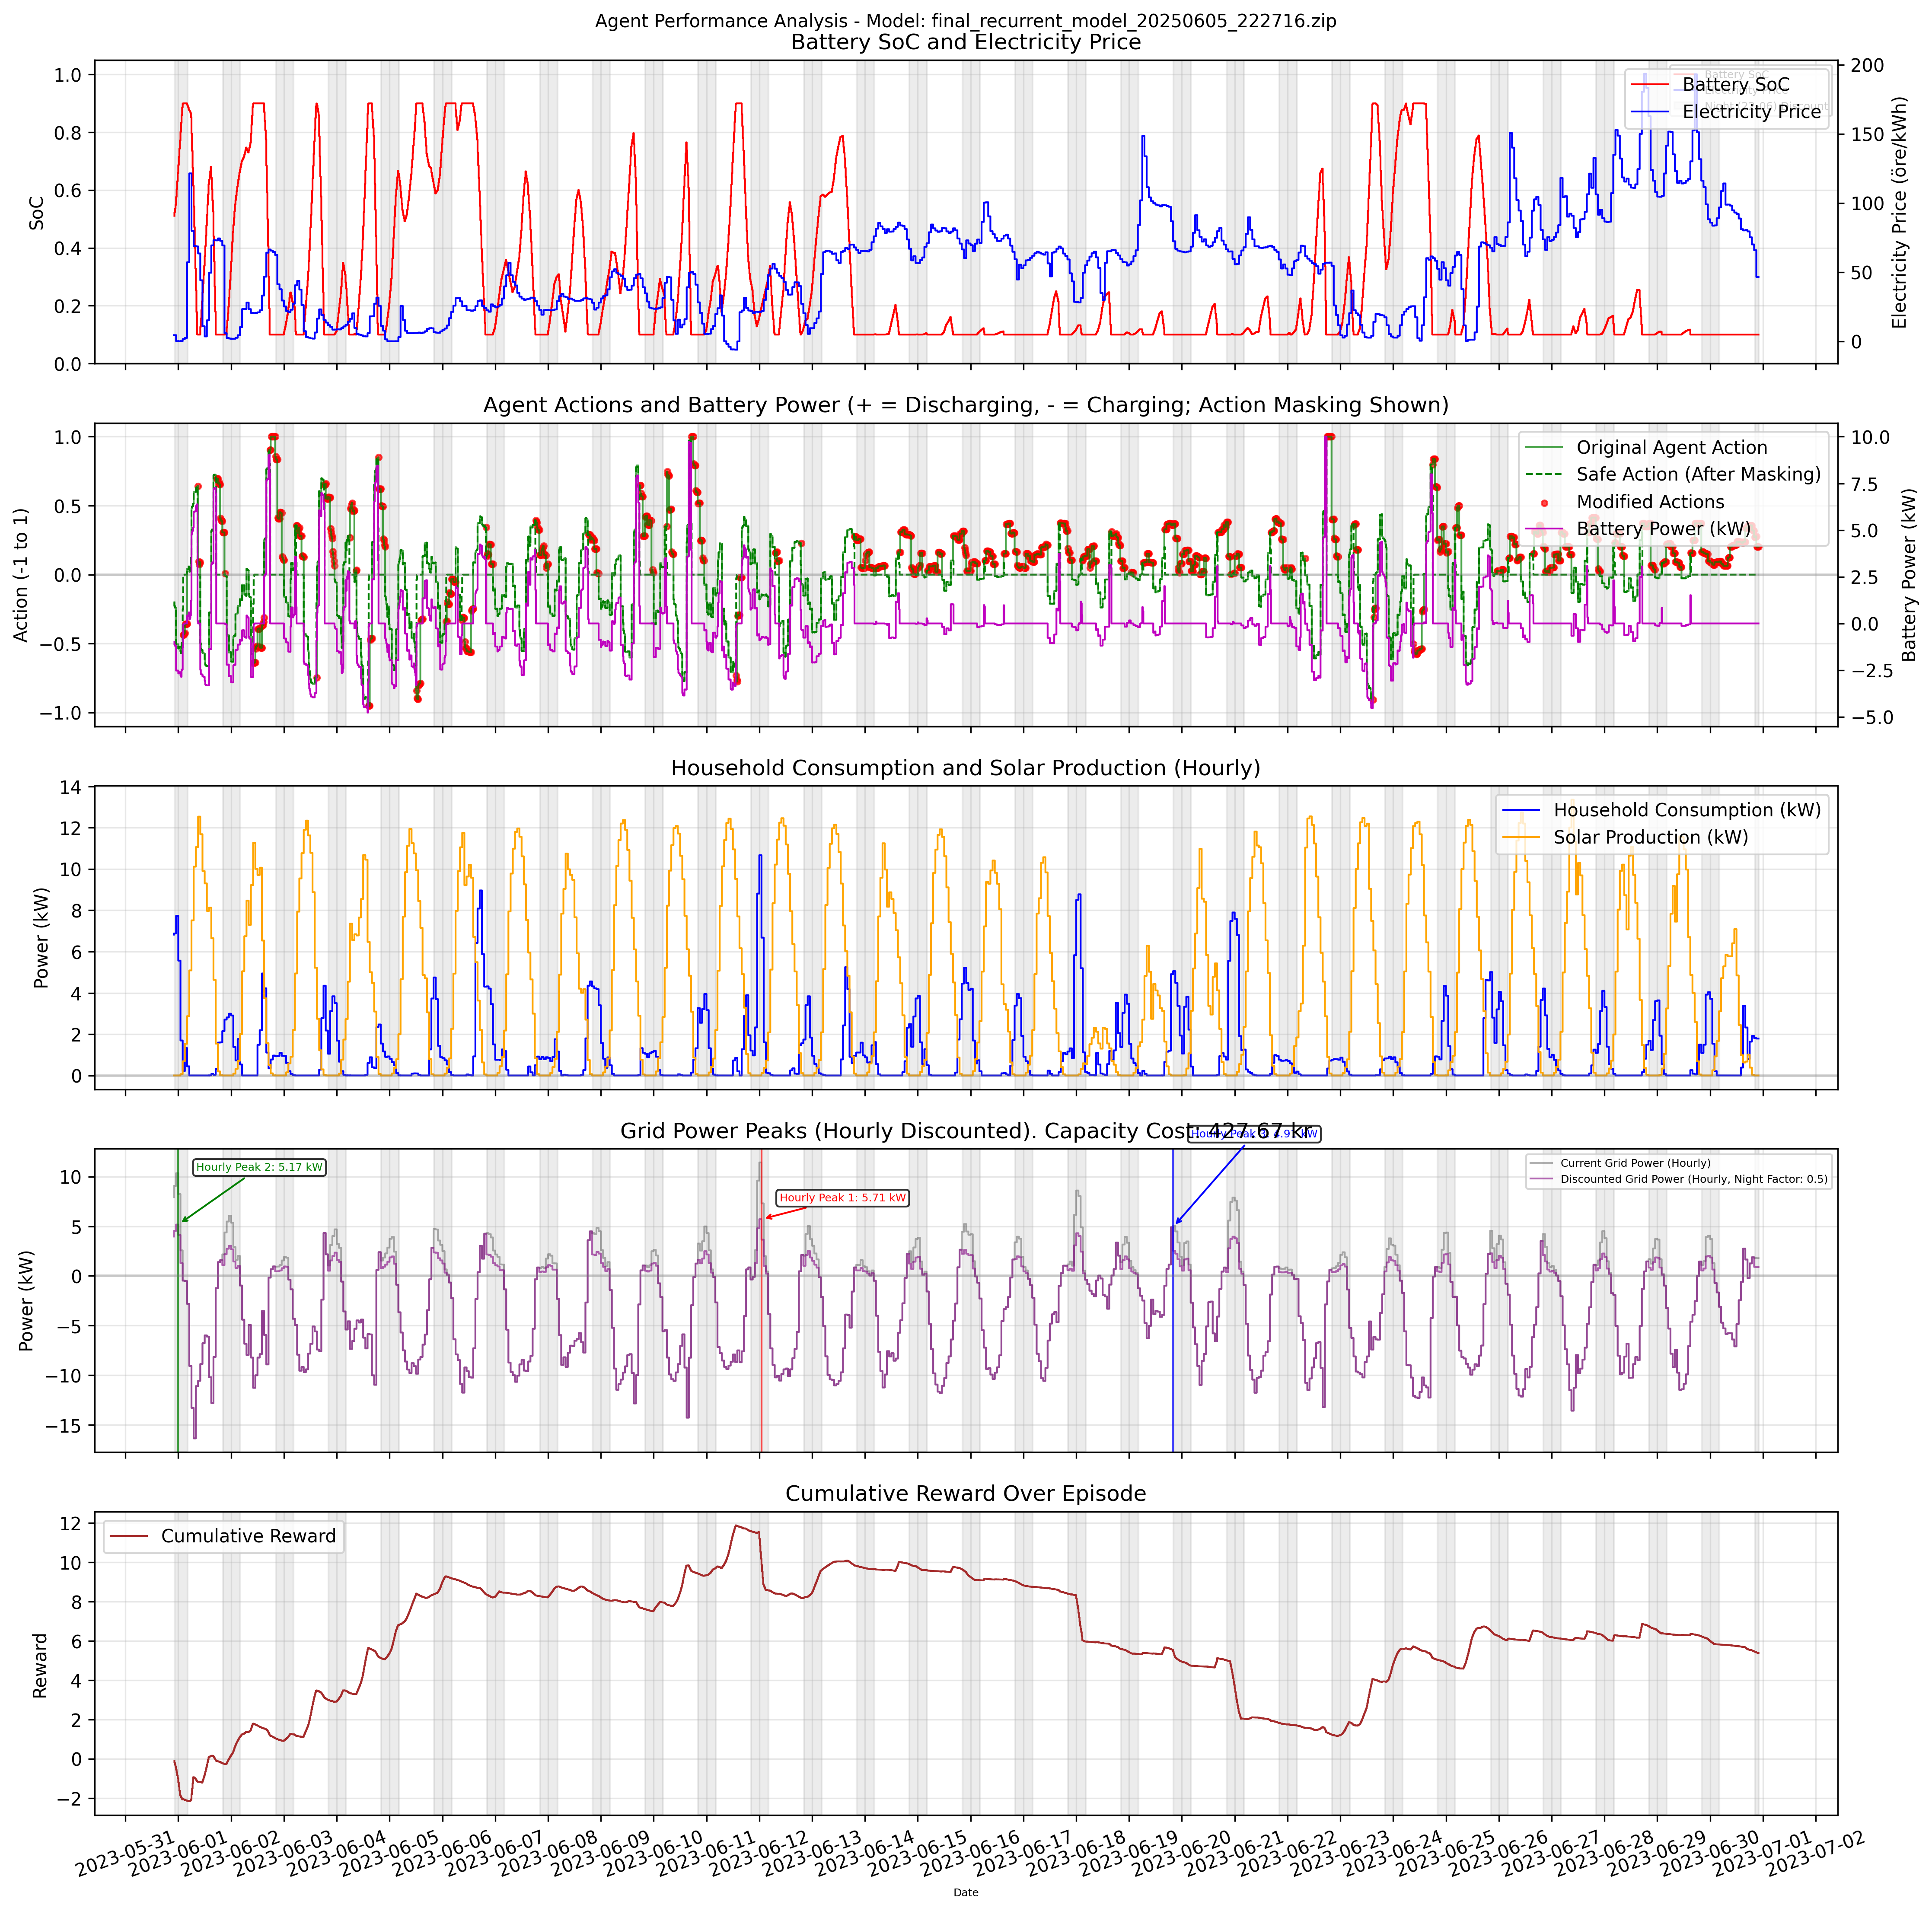 Agent Performance Analysis - Model: final_recurrent_model_20250605_222716.zip
Battery SoC and Electricity Price
1.0
0.8
0.6
0.4
0.2
0.0
SoC
200
150
100
50
0
Electricity Price (öre/kWh)
Battery SoC
Electricity Price
Agent Actions and Battery Power (+ = Discharging, - = Charging; Action Masking Shown)
1.0
0.5
0.0
−0.5
−1.0
Action (-1 to 1)
10.0
7.5
5.0
2.5
0.0
−2.5
−5.0
Battery Power (kW)
Original Agent Action
Safe Action (After Masking)
Modified Actions
Battery Power (kW)
Household Consumption and Solar Production (Hourly)
14
12
10
8
6
4
2
0
Power (kW)
Household Consumption (kW)
Solar Production (kW)
Grid Power Peaks (Hourly Discounted). Capacity Cost: 427.67 kr
Hourly Peak 2: 5.17 kW
Hourly Peak 1: 5.71 kW
Hourly Peak 3: kW
10
5
0
−5
−10
−15
Power (kW)
Current Grid Power (Hourly)
Discounted Grid Power (Hourly, Night Factor: 0.5)
Cumulative Reward Over Episode
12
10
8
6
4
2
0
−2
Reward
Cumulative Reward
2023-05-31
2023-06-01
2023-06-02
2023-06-03
2023-06-04
2023-06-05
2023-06-06
2023-06-07
2023-06-08
2023-06-09
2023-06-10
2023-06-11
2023-06-12
2023-06-13
2023-06-14
2023-06-15
2023-06-16
2023-06-17
2023-06-18
2023-06-19
2023-06-20
2023-06-21
2023-06-22
2023-06-23
2023-06-24
2023-06-25
2023-06-26
2023-06-27
2023-06-28
2023-06-29
2023-06-30
2023-07-01
2023-07-02
Date